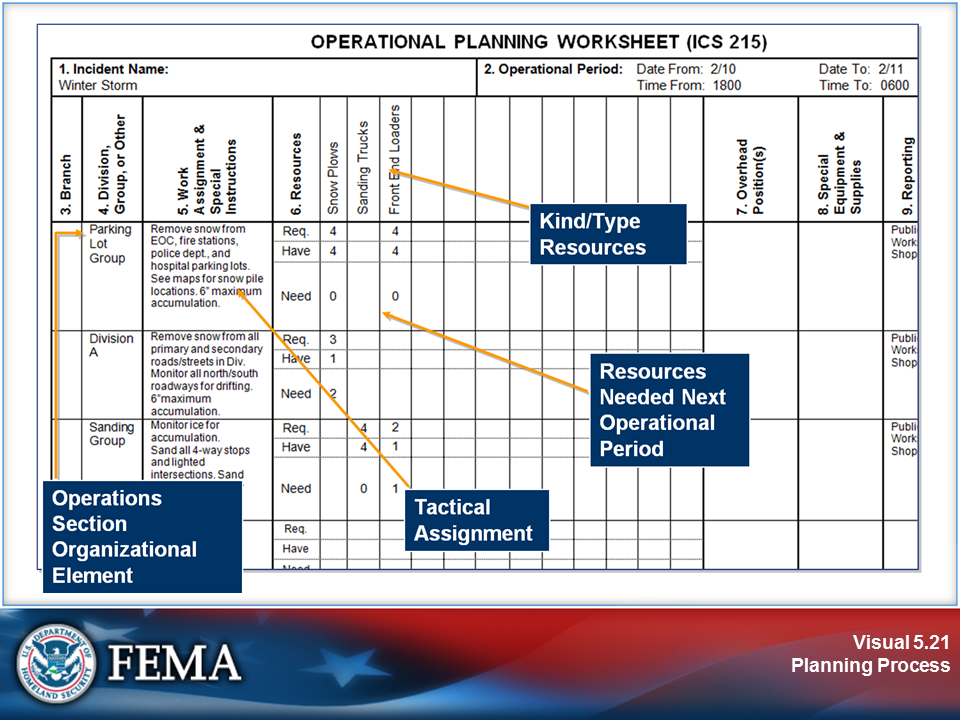 OPERATIONAL PLANNING WORKSHEET (ICS 215)
1. Incident Name:
Winter Storm
2. Operational Period: Date From: 2/10 Date To: 2/11
Time From: 1800 Time To: 0600
3. Branch
4. Division,
Group, or Other
5. Work
Assignment &
Special
Instructions
6. Resources
Snow Plows
Sanding Trucks
Front End Loaders
7. Overhead
Position(s)
8. Special
Equipment &
Supplies
9. Reporting
Parking
Lot
Group
Remove snow from
EOC, fire stations,
police dept., and
hospital parking lots.
See maps for snow pile
locations. 6" maximum
accumulation.
Req. 4 4
Have 4 4
Need 0 0
Publi
Work
Shop
Division
A
Remove snow from all
primary and secondary
roads/streets in Div.
Monitor all north/south
roadways for drifting.
6"maximum
accumulation.
Req. 3
Have 1
Need 2
Publi
Work
Shop
Sanding
Group
Monitor ice for
accumulation.
Sand all 4-way stops
and lighted
intersections. Sand
Req. 4 2
Have 4 1
Need 0 1
Publi
Work
Shop
Req.
Have
Need
Kind/Type
Resources
Resources
Needed Next
Operational
Period
Tactical
Assignment
Operations
Section
Organizational
Element
U.S. DEPARTMENT OF
HOMELAND SECURITY
FEMA
Visual 5.21
Planning Process